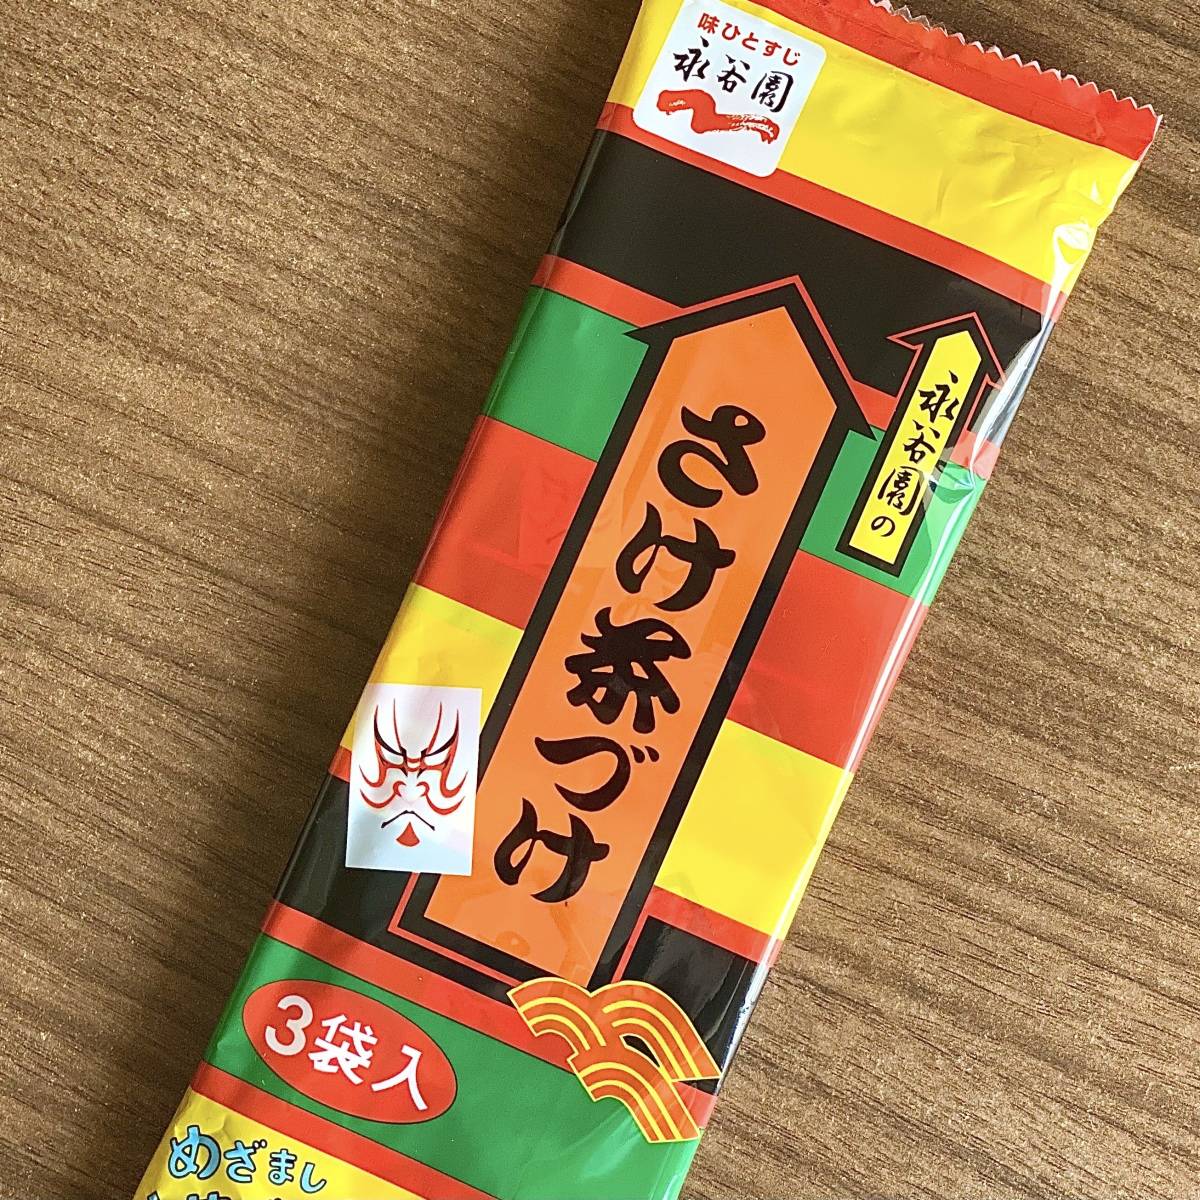 味ひとすじ
永谷園
永谷園の
さけ茶づけ
3袋入
めざまし